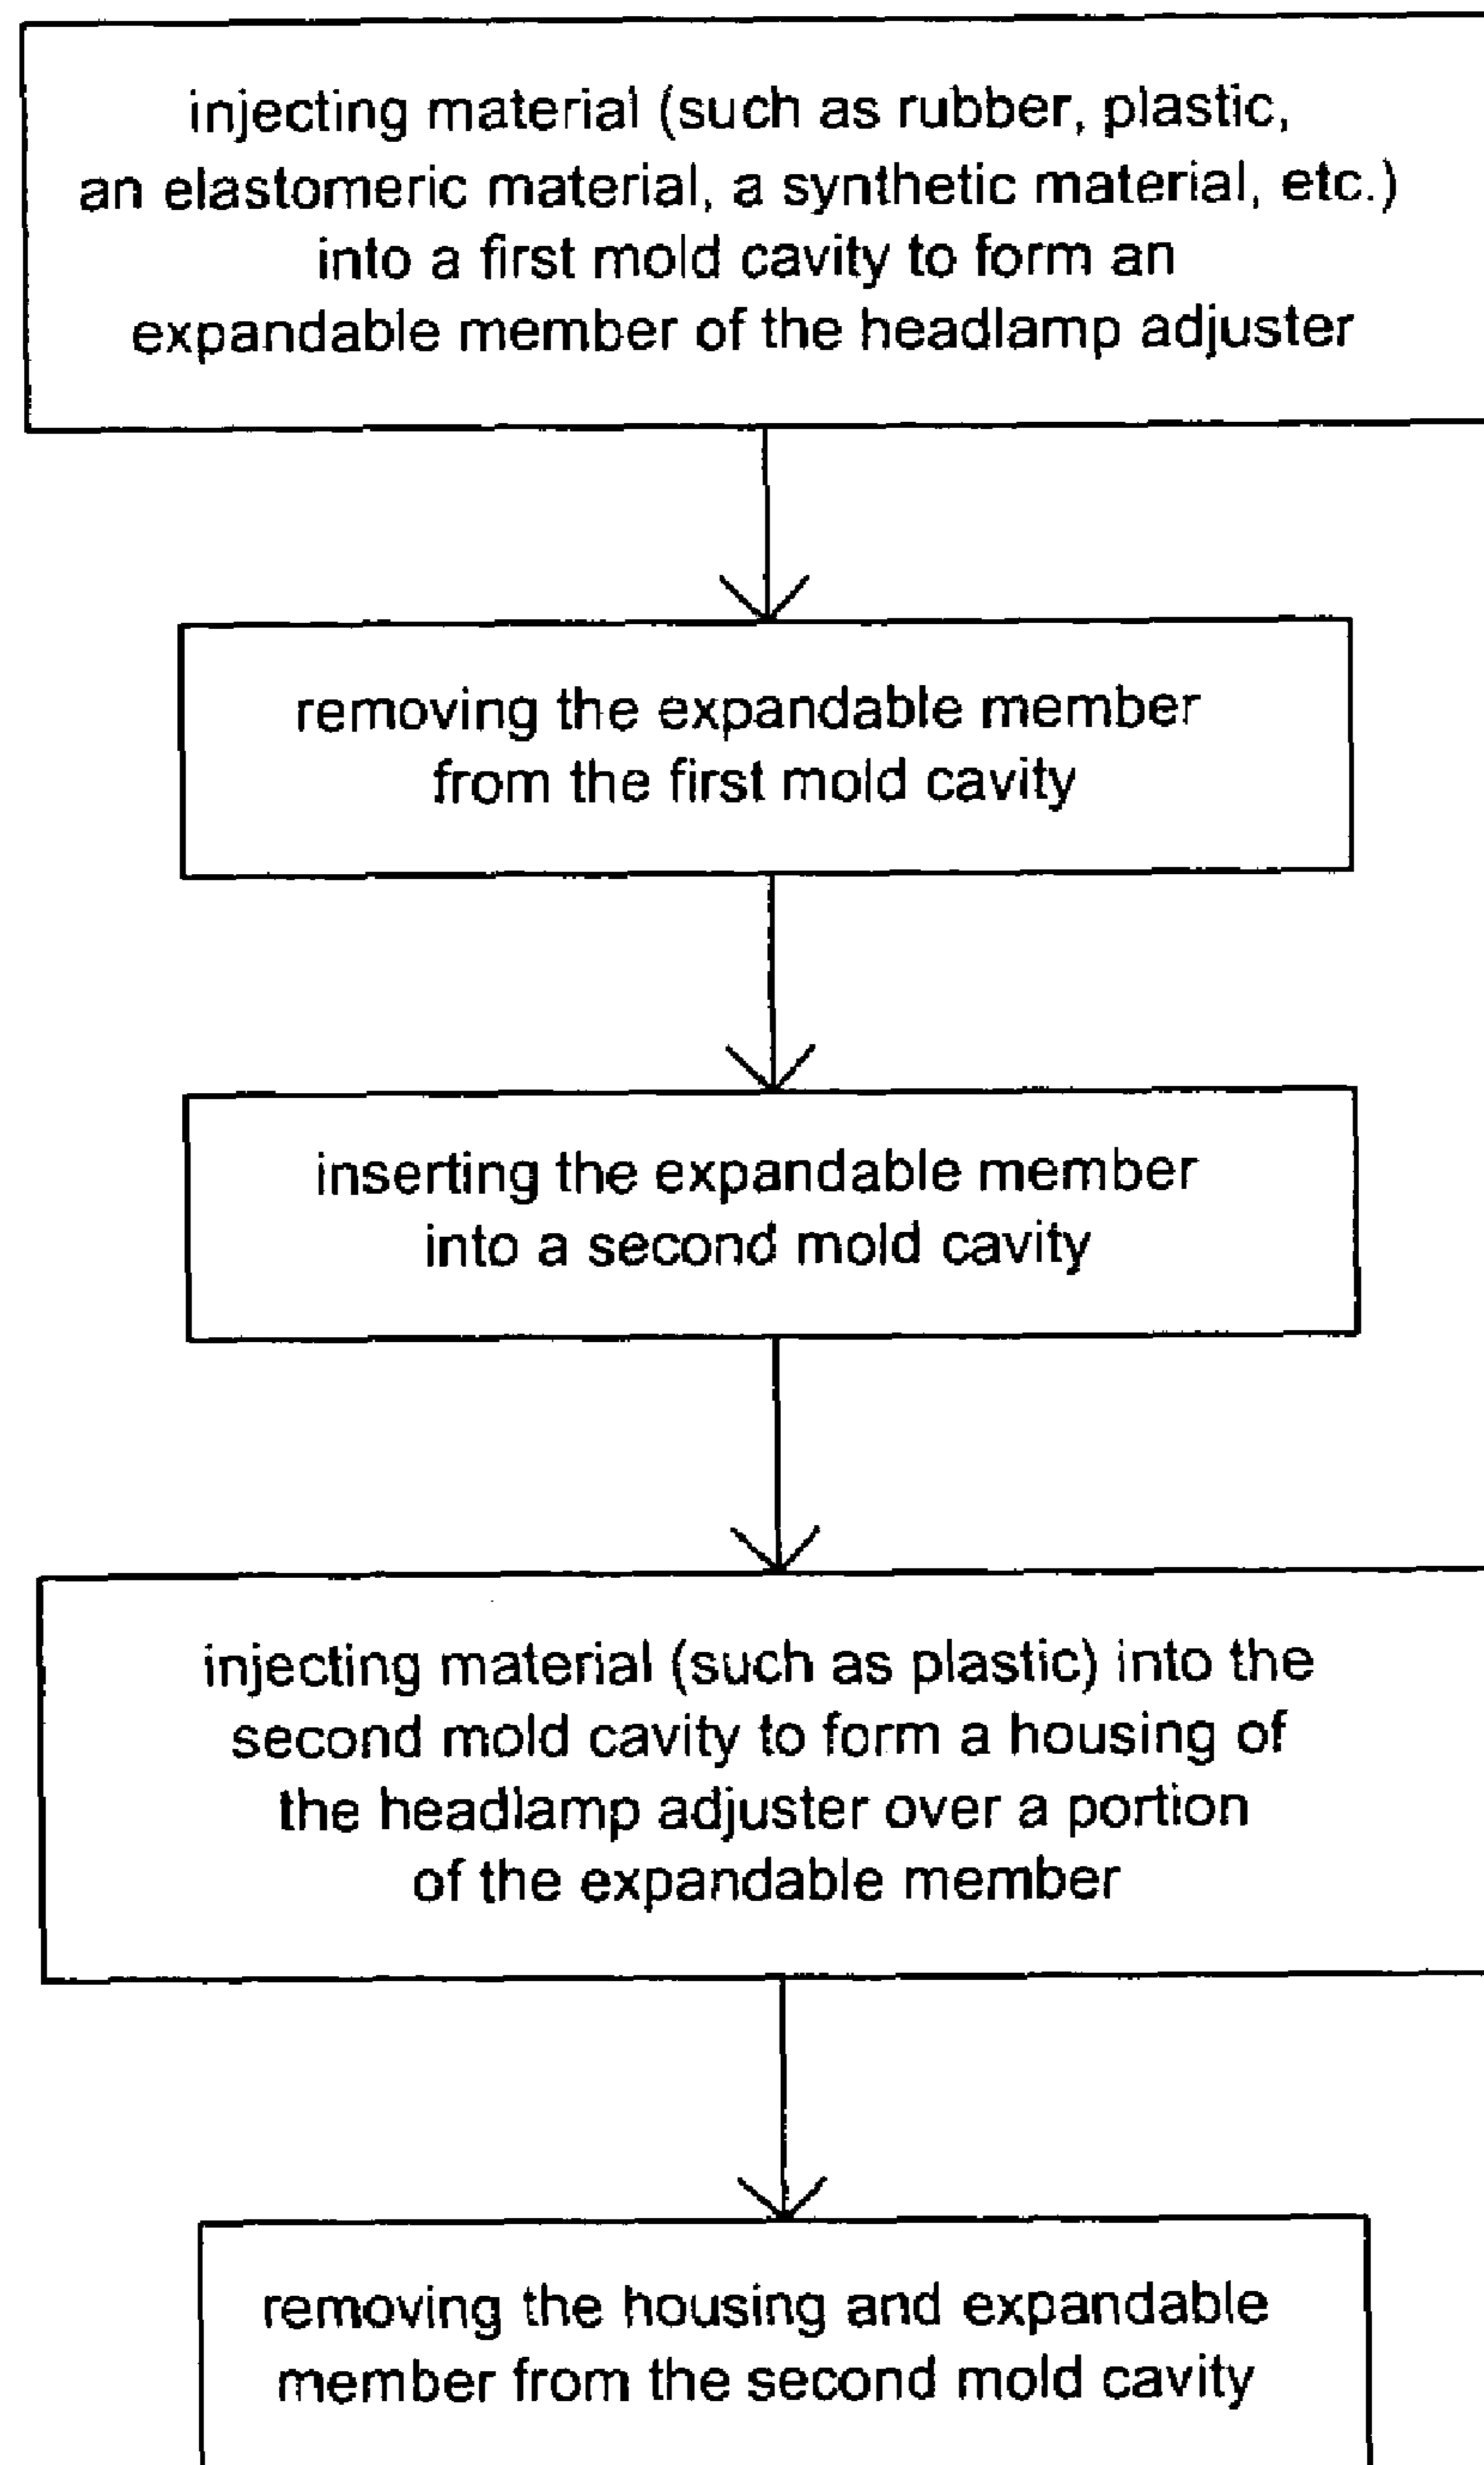 injecting material (such as rubber, plastic,
an elastomeric material, a synthetic material, etc.)
into a first mold cavity to form an
expandable member of the headlamp adjuster
removing the expandable member
from the first mold cavity
inserting the expandable member
into a second mold cavity
injecting material (such as plastic) into the
second mold cavity to form a housing of
the headlamp adjuster over a portion
of the expandable member
removing the housing and expandable
member from the second mold cavity